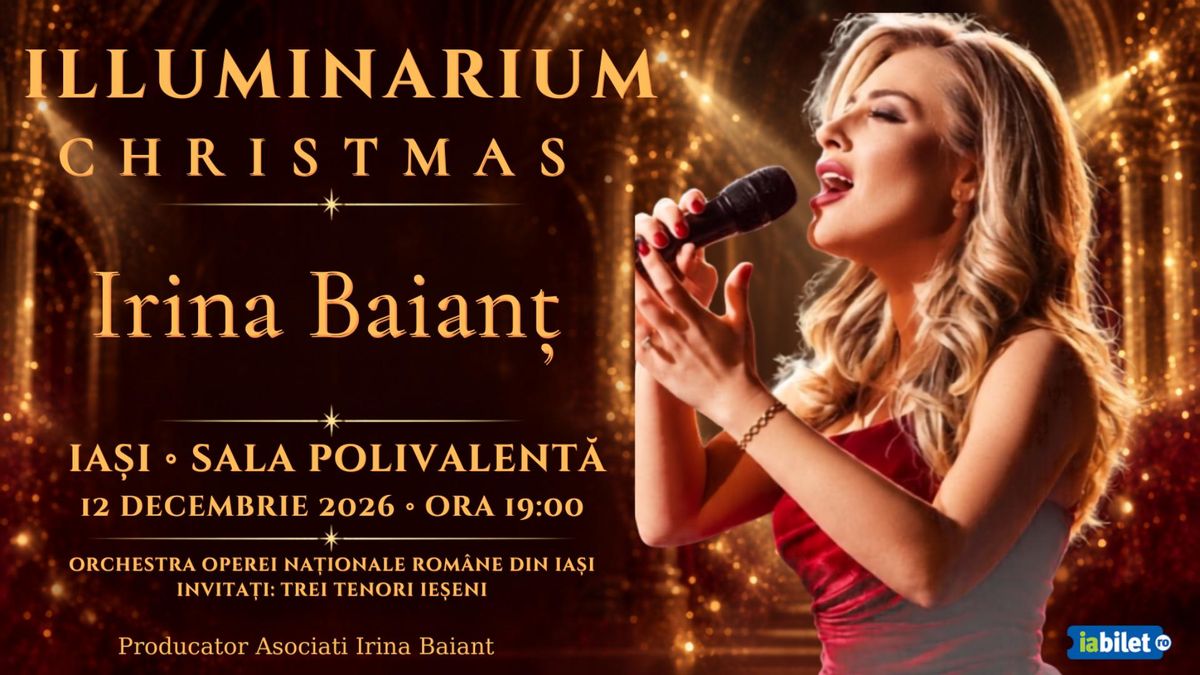 ILLUMINARIUM
CHRISTMAS
Irina Baianț
IAȘI • SALA POLIVALENTĂ
12 DECEMBRIE 2026 • ORA 19:00
ORCHESTRA OPEREI NAȚIONALE ROMÂNE DIN IAȘI
INVITAȚI: TREI TENORI IEȘENI
Producator Asociati Irina Baiant
iabilet.ro